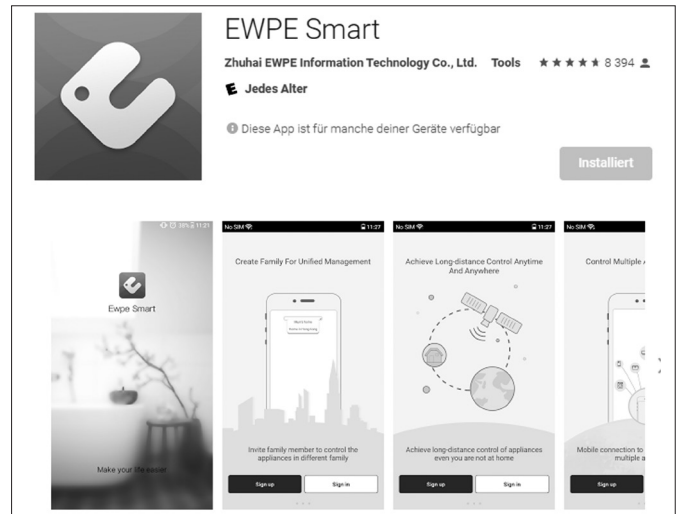 EWPE Smart
Zhuhai EWPE Information Technology Co., Ltd. Tools 8 394
E Jedes Alter
Diese App ist für manche deiner Geräte verfügbar
Installiert
11:21
Ewpe Smart
Make your life easier
No SIM 11:27
Create Family For Unified Management
Invite family member to control the
appliances in different family
Sign up Sign in
No SIM 11:27
Achieve Long-distance Control Anytime
And Anywhere
Achieve long-distance control of appliances
even you are not at home
Sign up Sign in
No SIM
Control Multiple
Mobile connection to
multiple a
Sign up